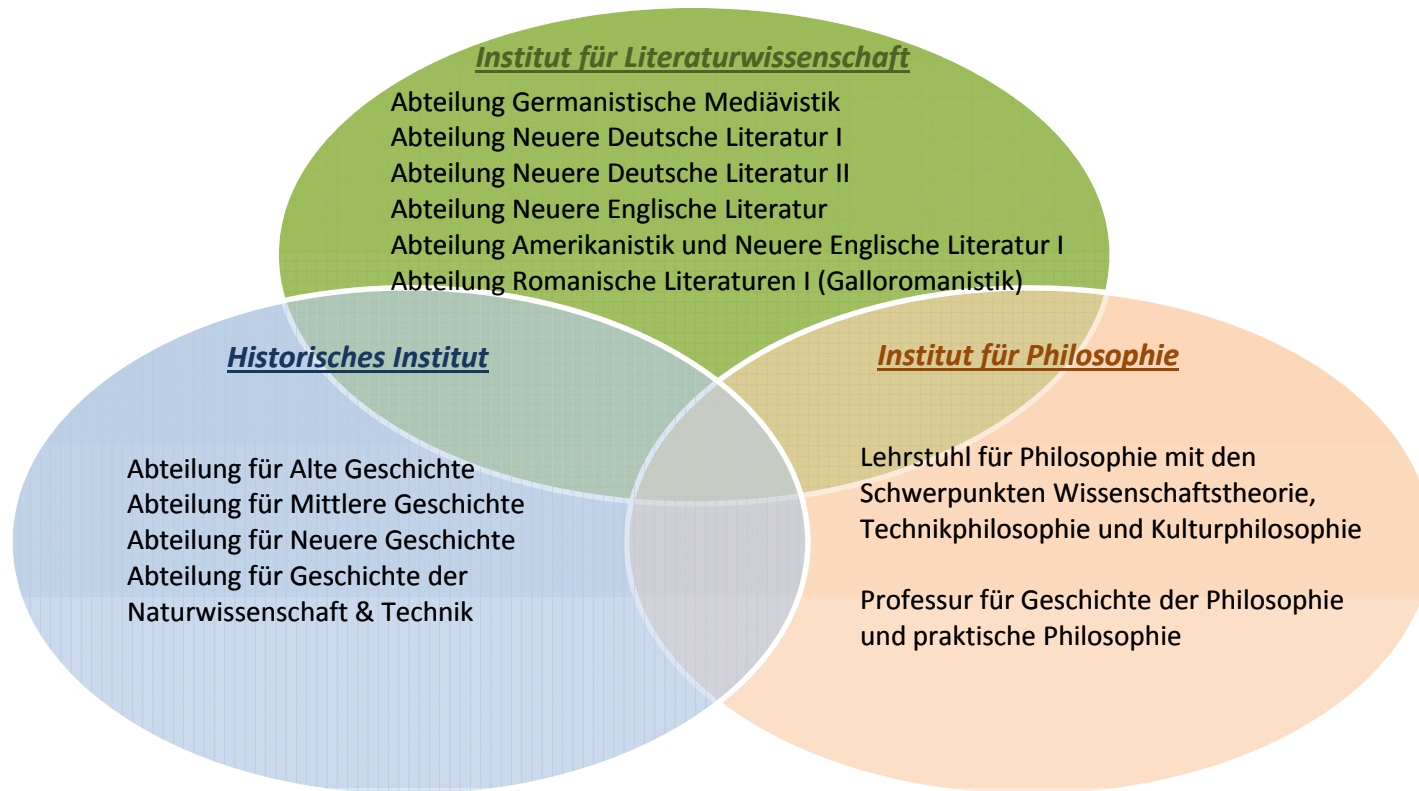 Institut für Literaturwissenschaft
Abteilung Germanistische Mediävistik
Abteilung Neuere Deutsche Literatur I
Abteilung Neuere Deutsche Literatur II
Abteilung Neuere Englische Literatur
Abteilung Amerikanistik und Neuere Englische Literatur I
Abteilung Romanische Literaturen I (Galloromanistik)
Historisches Institut
Abteilung für Alte Geschichte
Abteilung für Mittlere Geschichte
Abteilung für Neuere Geschichte
Abteilung für Geschichte der
Naturwissenschaft & Technik
Institut für Philosophie
Lehrstuhl für Philosophie mit den
Schwerpunkten Wissenschaftstheorie,
Technikphilosophie und Kulturphilosophie
Professur für Geschichte der Philosophie
und praktische Philosophie